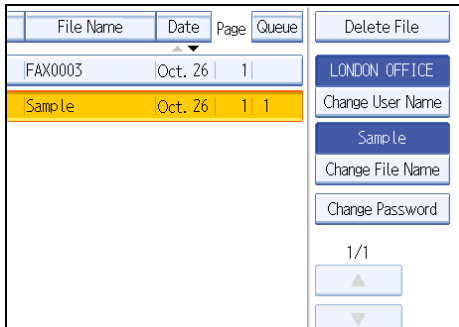 File Name Date Page Queue
FAX0003 Oct. 26 1
Sample Oct. 26 1 1
Delete File
LONDON OFFICE
Change User Name
Sample
Change File Name
Change Password
1/1